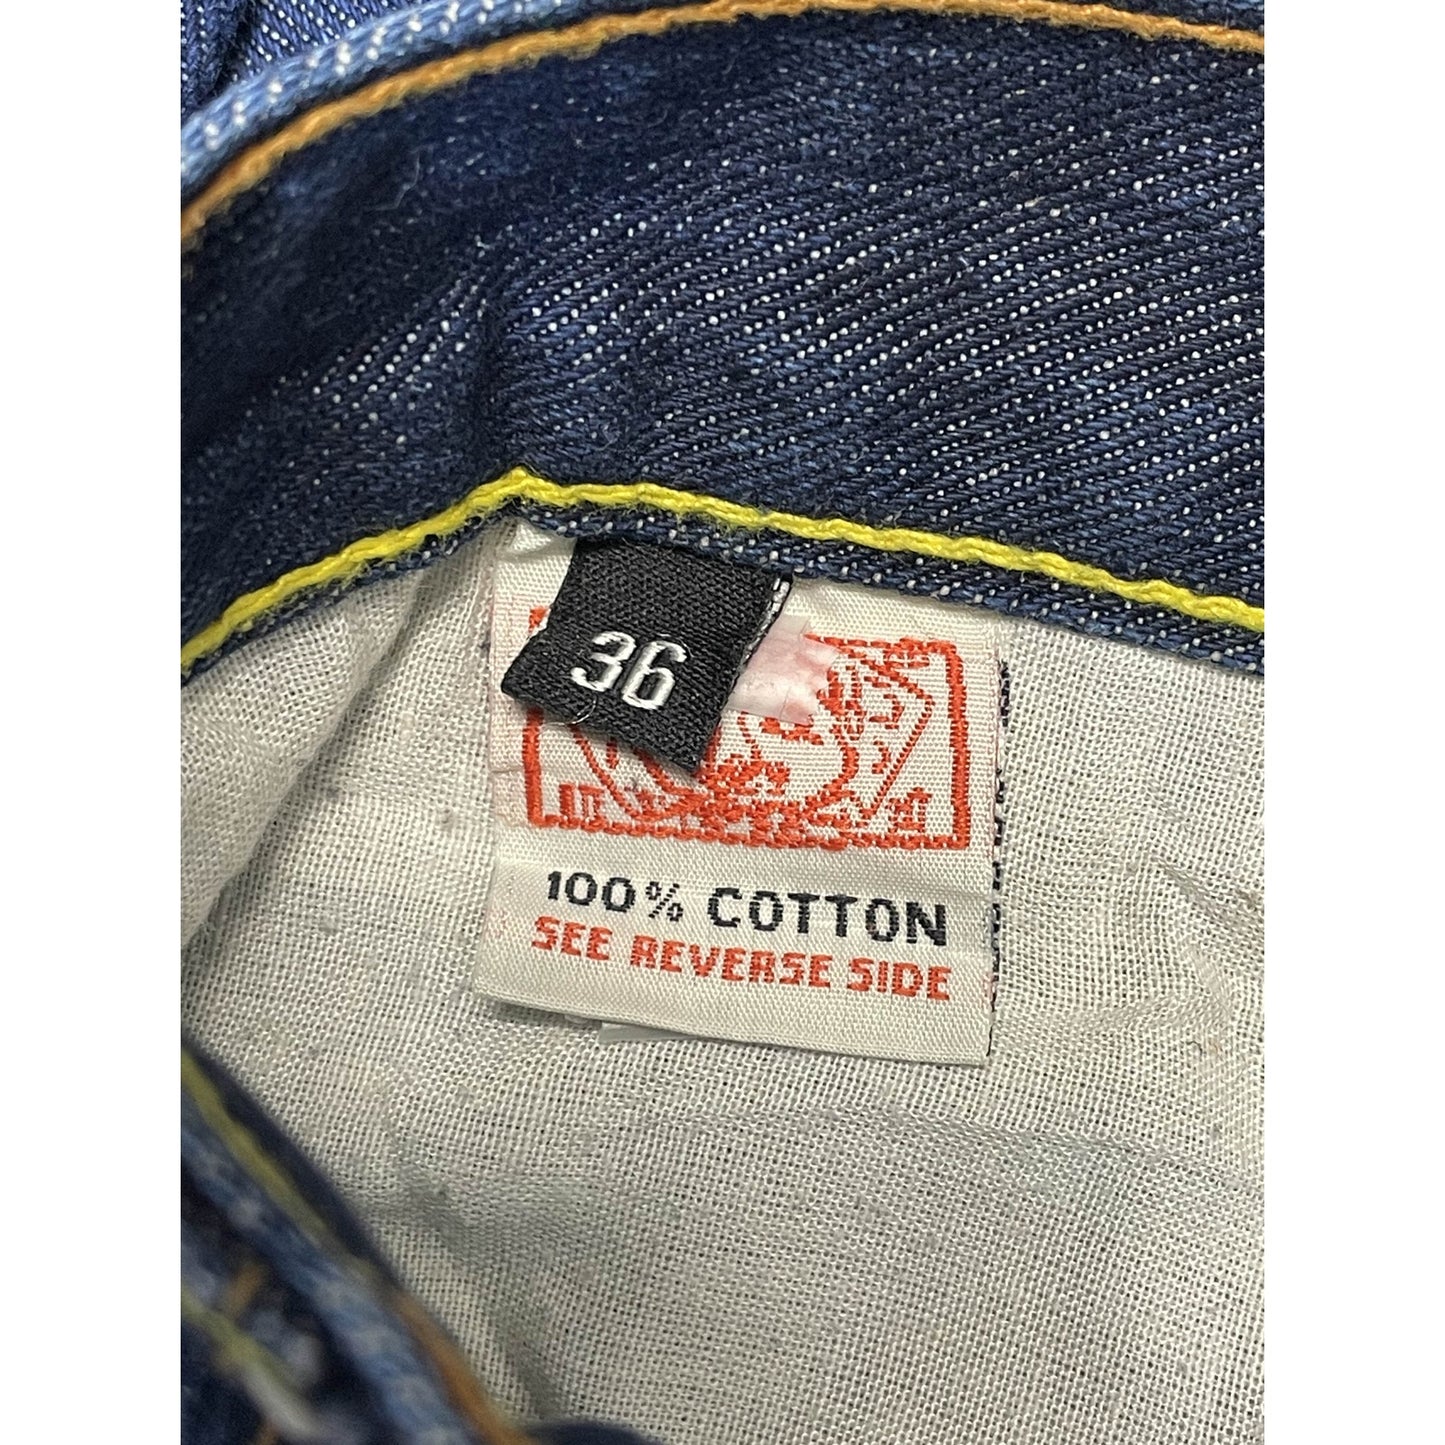 36
100% COTTON
SEE REVERSE SIDE